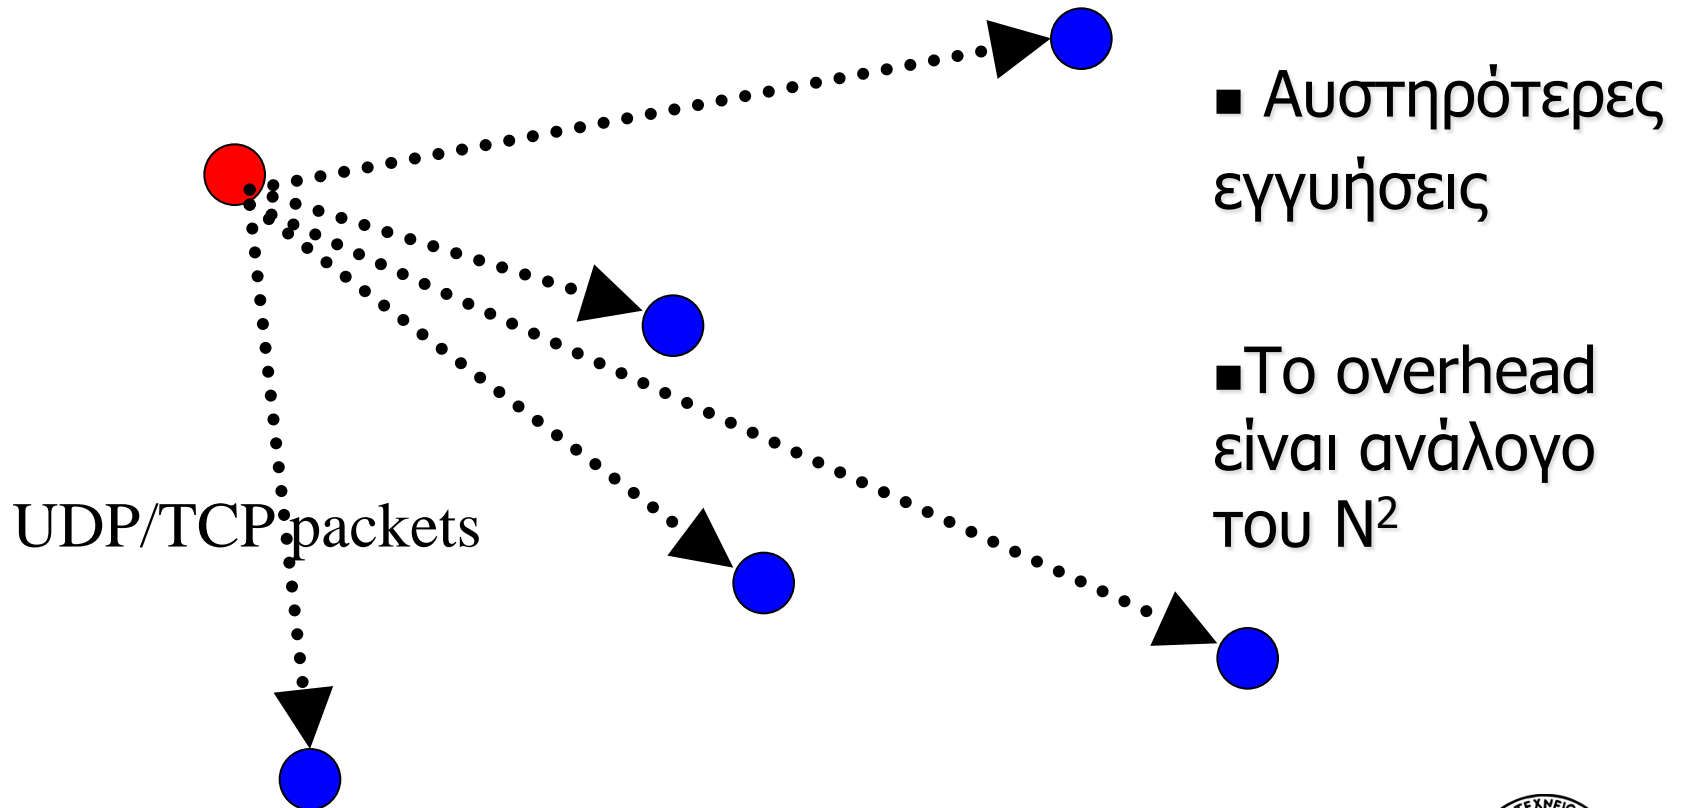 ■ Αυστηρότερες
εγγυήσεις
■Το overhead
είναι ανάλογο
του N²
UDP/TCP packets